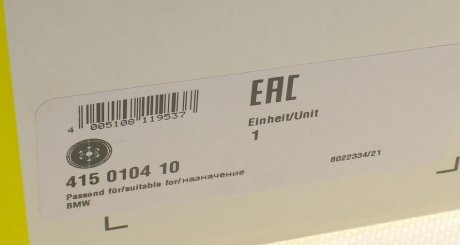 EAC
4 005108 119537
Einheit/Unit
1
415 0104 10
6022334/21
Passend für/suitable for/назначение
BMW